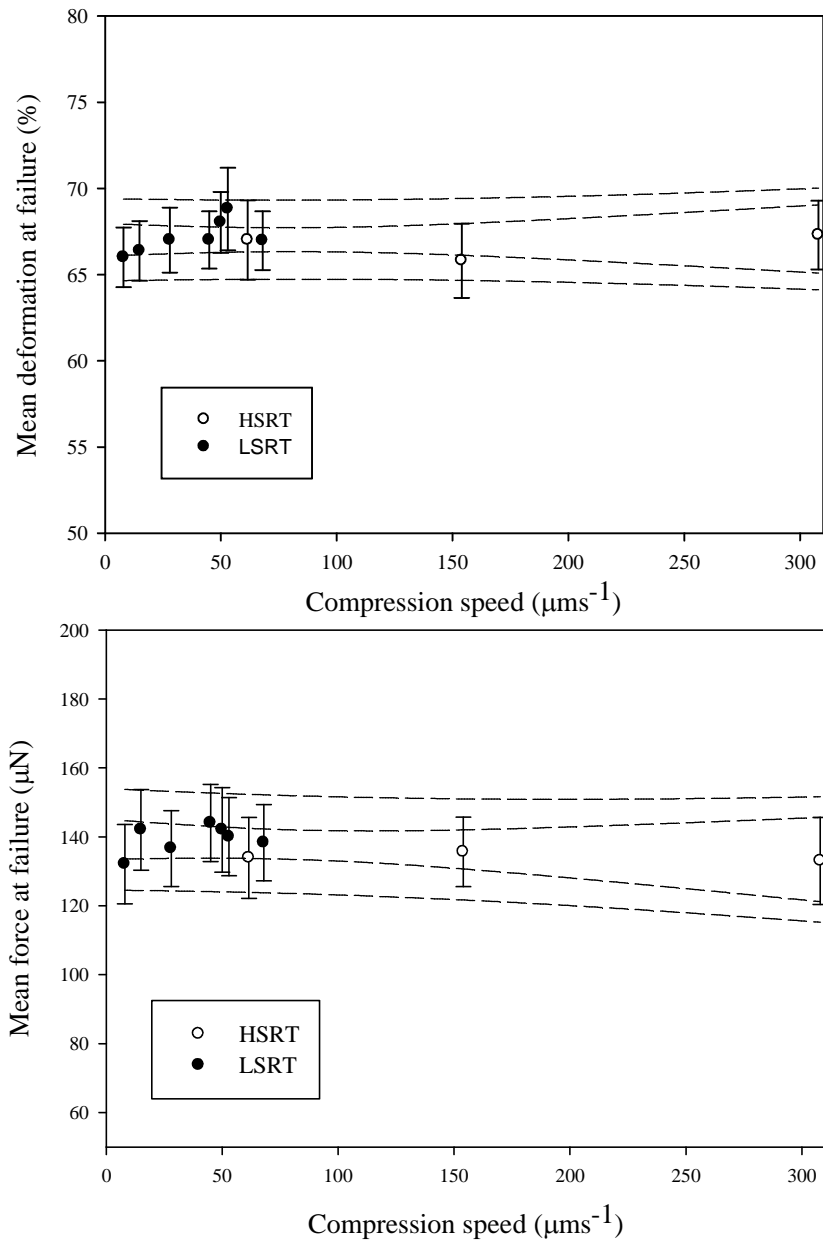 80
75
70
65
60
55
50
Mean deformation at failure (%)
HSRT
LSRT
0 50 100 150 200 250 300
Compression speed (μms⁻¹)
200
180
160
140
120
100
80
60
Mean force at failure (μN)
HSRT
LSRT
0 50 100 150 200 250 300
Compression speed (μms⁻¹)